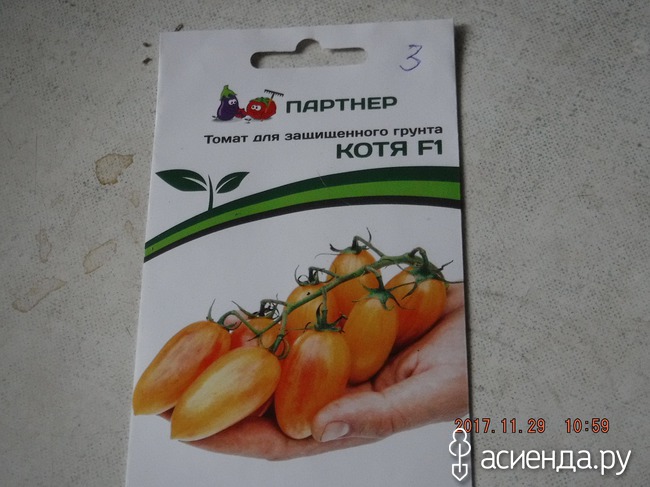 3
ПАРТНЕР
Томат для защищенного грунта
КОТЯ F1
2017.11.29 10:59
асиенда.ру